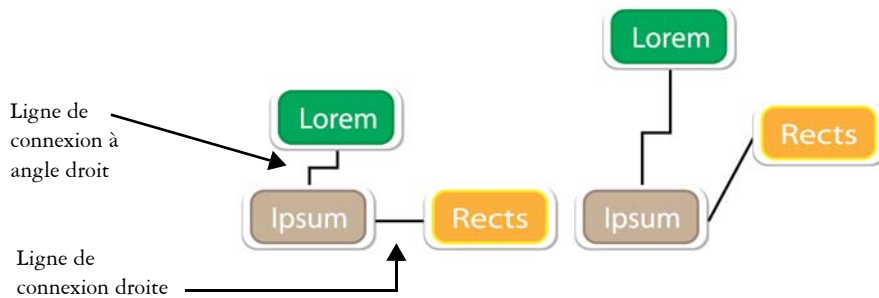 Lorem
Ligne de
connexion à
angle droit
Lorem
Rects
Ipsum
Rects
Ipsum
Ligne de
connexion droite